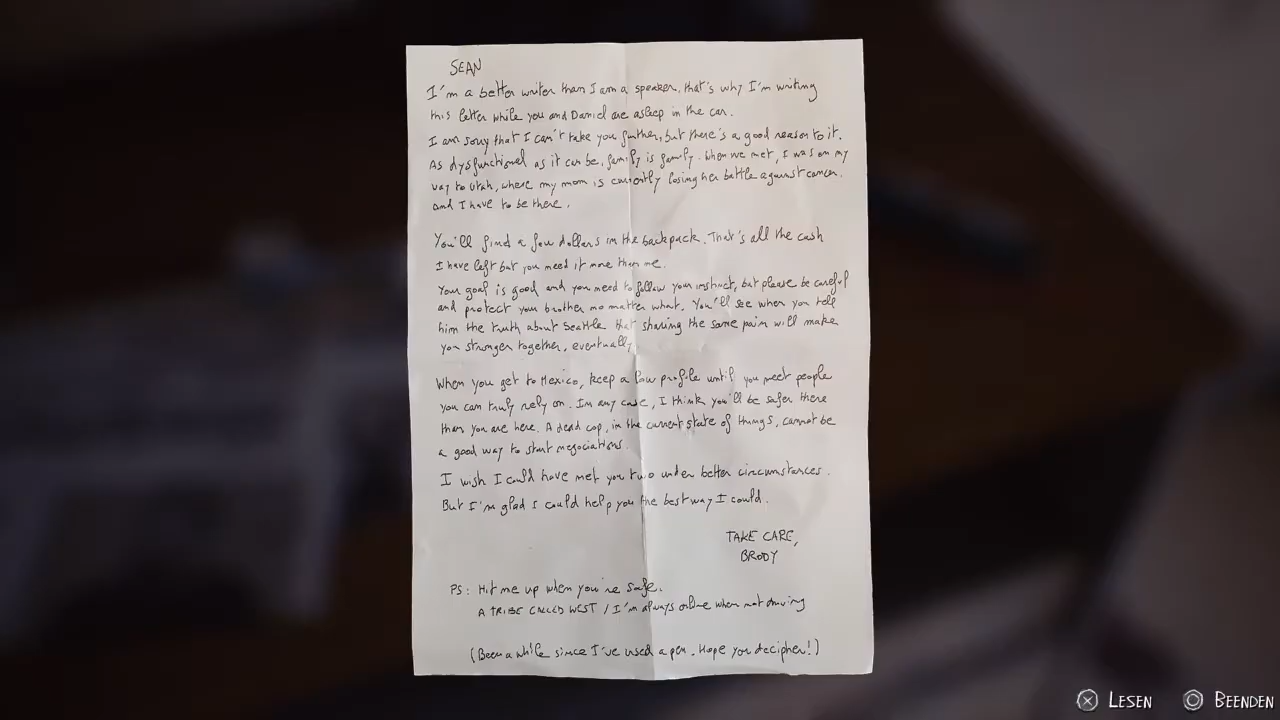 SEAN
I'm a better writer than I am a speaker, that's why I'm writing
this letter while you and Daniel are asleep in the car.
I am sorry that I can't take you further, but there's a good reason to it.
As dysfunctional as it can be, family is family. When we met, I was on my
way to Utah, where my mom is currently losing her battle against cancer.
and I have to be there.
You'll find a few dollars in the backpack. That's all the cash
I have left but you need it more than me.
Your goal is good and you need to follow your instinct, but please be careful
and protect your brother no matter what. You'll see when you tell
him the truth about Seattle that sharing the same pain will make
you stronger together, eventually.
When you get to Mexico, keep a low profile until you meet people
you can truly rely on. In any case, I think you'll be safer there
than you are here. A dead cop, in the current state of things, cannot be
a good way to start negociations.
I wish I could have met you two under better circumstances.
But I'm glad I could help you the best way I could.
TAKE CARE,
BRODY
PS: Hit me up when you're safe.
A TRIBE CALLED WEST / I'm always online when not driving
(Been a while since I've used a pen. Hope you decipher!)
LESEN BEENDEN